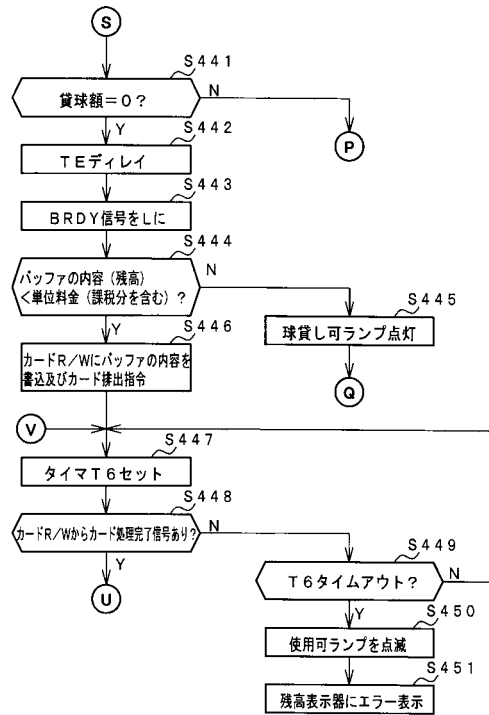 S
S441
貸球額=0?
N
Y
P
S442
TEディレイ
S443
BRDY信号をLに
S444
バッファの内容(残高)
<単位料金(課税分を含む)?
N
Y
S445
球貸し可ランプ点灯
Q
S446
カードR/Wにバッファの内容を
書込及びカード排出指令
V
S447
タイマT6セット
S448
カードR/Wからカード処理完了信号あり?
N
Y
U
S449
T6タイムアウト?
N
Y
S450
使用可ランプを点滅
S451
残高表示器にエラー表示